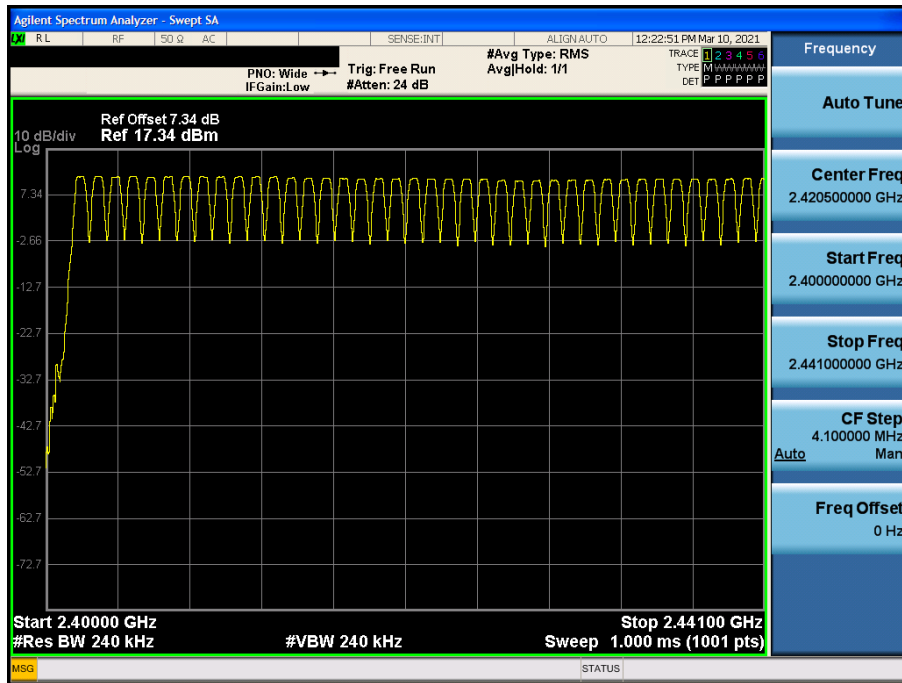 Agilent Spectrum Analyzer - Swept SA
LXI RL RF 50 Ω AC SENSE:INT ALIGN AUTO 12:22:51 PM Mar 10, 2021
PNO: Wide Trig: Free Run #Avg Type: RMS TRACE 1 2 3 4 5 6
IFGain:Low #Atten: 24 dB Avg|Hold: 1/1 TYPE M WWWWW
DET P P P P P P
Ref Offset 7.34 dB
10 dB/div Ref 17.34 dBm
Log
7.34
-2.66
-12.7
-22.7
-32.7
-42.7
-52.7
-62.7
-72.7
Start 2.40000 GHz Stop 2.44100 GHz
#Res BW 240 kHz #VBW 240 kHz Sweep 1.000 ms (1001 pts)
MSG STATUS
Frequency
Auto Tune
Center Freq
2.420500000 GHz
Start Freq
2.400000000 GHz
Stop Freq
2.441000000 GHz
CF Step
4.100000 MHz
Auto Man
Freq Offset
0 Hz